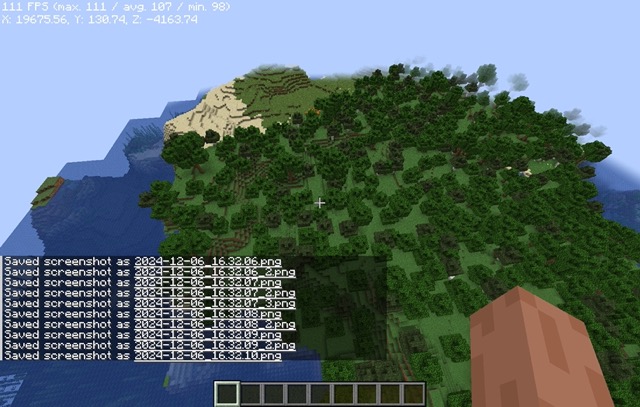 111 FPS (max. 111 / avg. 107 / min. 98)
X: 19675.56, Y: 130.74, Z: -4163.74
Saved screenshot as 2024-12-06_16.32.06.png
Saved screenshot as 2024-12-06_16.32.06_2.png
Saved screenshot as 2024-12-06_16.32.07.png
Saved screenshot as 2024-12-06_16.32.07_2.png
Saved screenshot as 2024-12-06_16.32.07_3.png
Saved screenshot as 2024-12-06_16.32.08.png
Saved screenshot as 2024-12-06_16.32.08_2.png
Saved screenshot as 2024-12-06_16.32.09.png
Saved screenshot as 2024-12-06_16.32.09_2.png
Saved screenshot as 2024-12-06_16.32.10.png